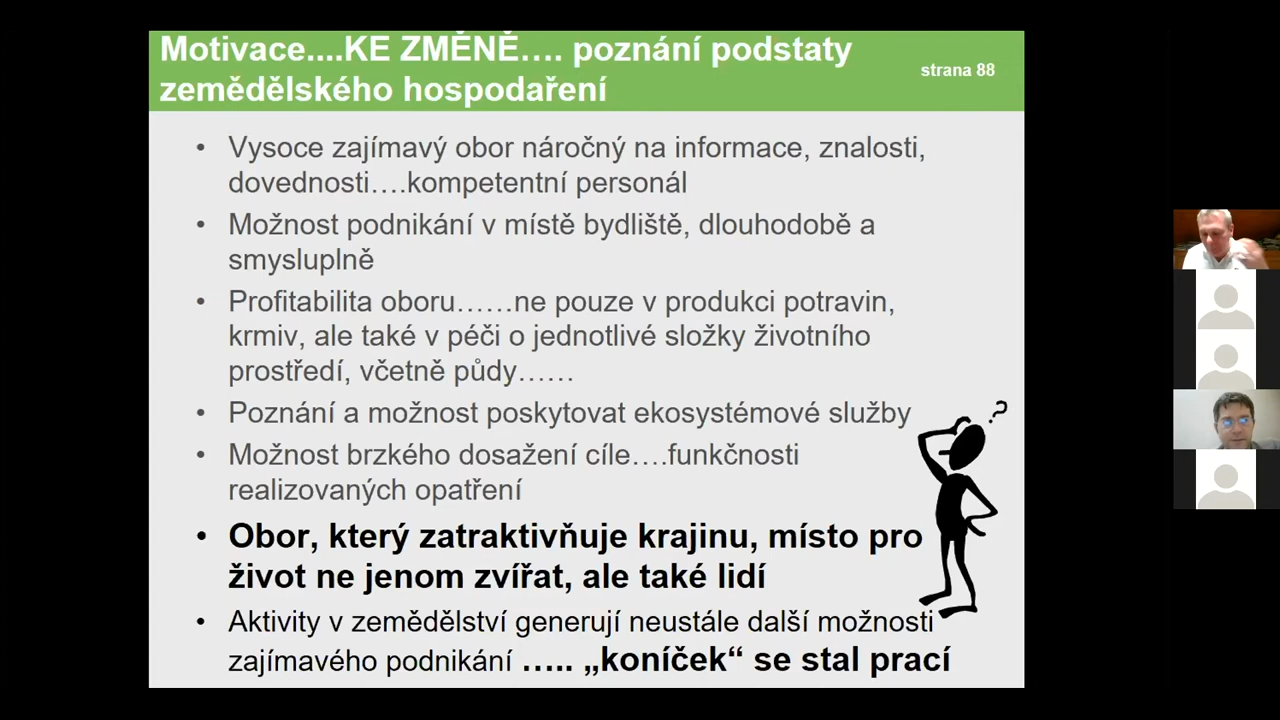 Motivace....KE ZMĚNĚ…. poznání podstaty
zemědělského hospodaření
strana 88
• Vysoce zajímavý obor náročný na informace, znalosti,
dovednosti….kompetentní personál
• Možnost podnikání v místě bydliště, dlouhodobě a
smysluplně
• Profitabilita oboru……ne pouze v produkci potravin,
krmiv, ale také v péči o jednotlivé složky životního
prostředí, včetně půdy……
• Poznání a možnost poskytovat ekosystémové služby
• Možnost brzkého dosažení cíle….funkčnosti
realizovaných opatření
• Obor, který zatraktivňuje krajinu, místo pro
život ne jenom zvířat, ale také lidí
• Aktivity v zemědělství generují neustále další možnosti
zajímavého podnikání ….. „koníček“ se stal prací
?